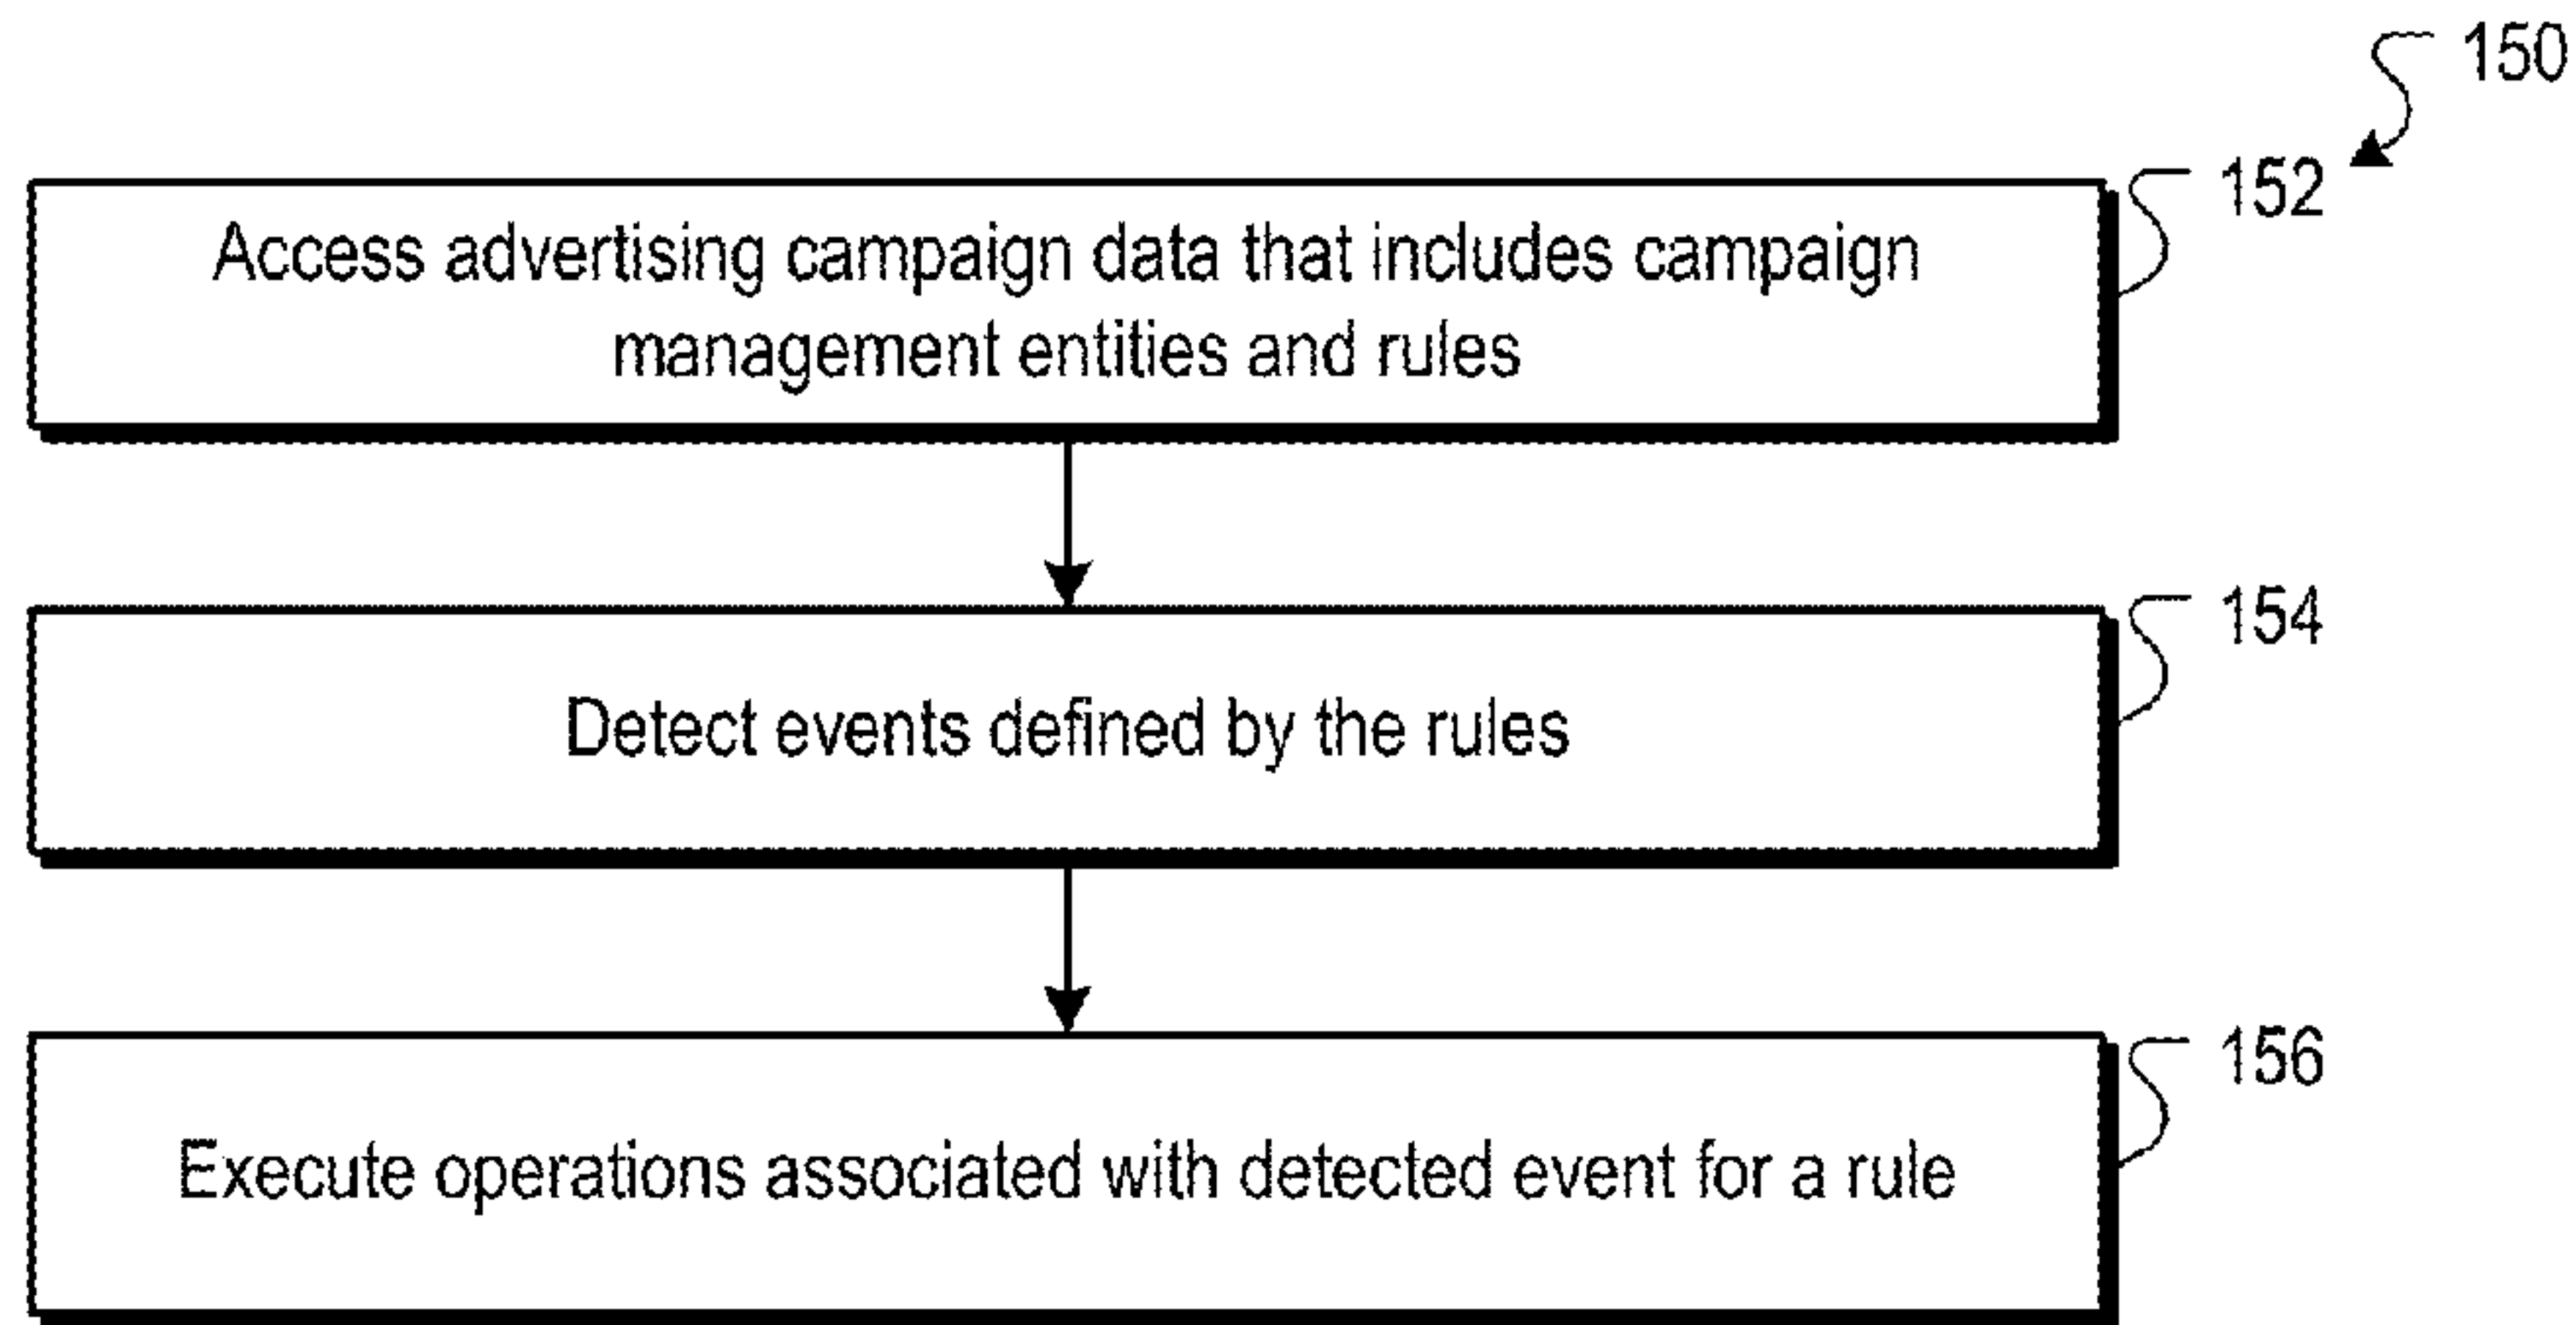 150
152
Access advertising campaign data that includes campaign
management entities and rules
154
Detect events defined by the rules
156
Execute operations associated with detected event for a rule